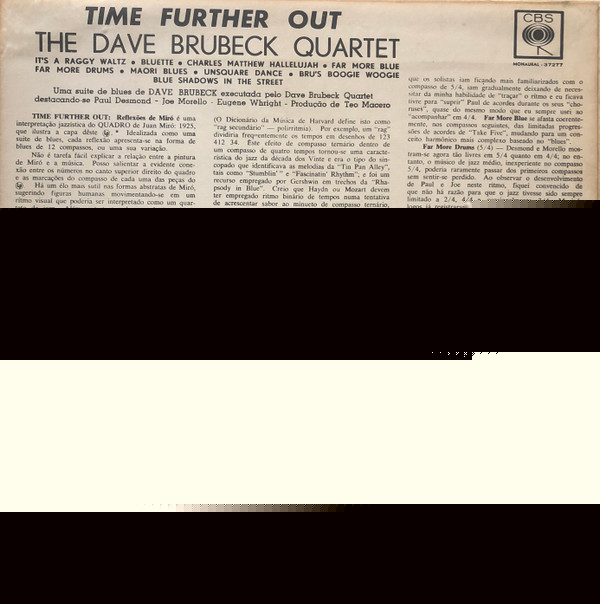 TIME FURTHER OUT
THE DAVE BRUBECK QUARTET
IT'S A RAGGY WALTZ • BLUETTE • CHARLES MATTHEW HALLELUJAH • FAR MORE BLUE
FAR MORE DRUMS • MAORI BLUES • UNSQUARE DANCE • BRU'S BOOGIE WOOGIE
BLUE SHADOWS IN THE STREET
Uma suite de blues de DAVE BRUBECK executada pelo Dave Brubeck Quartet
destacando-se Paul Desmond - Joe Morello - Eugene Whright - Produção de Teo Macero
CBS
MONAURAL - 37277
TIME FURTHER OUT: Reflexões de Miró é uma
interpretação jazzística do QUADRO de Juan Miró: 1925,
que ilustra a capa dêste Lp. * Idealizada como uma
suite de blues, cada reflexão apresenta-se na forma de
blues de 12 compassos, ou sua variação.
Não é tarefa fácil explicar a relação entre a pintura
de Miró e a música. Posso salientar a evidente conexão
entre os números no canto superior direito do quadro
e as marcações do compasso de cada uma das peças do
Lp. Há um élo mais sutil nas formas abstratas de Miró,
sugerindo figuras humanas movimentando-se em um
ritmo visual que poderia ser interpretado como um quar-
(O Dicionário da Música de Harvard define isto como
"rag secundário" — polirritmia). Por exemplo, um "rag"
dividiria freqüentemente os tempos em desenhos de 123
412 34. Êste efeito de compasso ternário dentro de
um compasso de quatro tempos tornou-se uma caracte-
rística do jazz da década dos Vinte e era o tipo do sin-
copado que identificava as melodias da "Tin Pan Alley",
tais como "Stumblin'" e "Fascinatin' Rhythm"; e foi um
recurso empregado por Gershwin em trechos da "Rha-
psody in Blue". Creio que Haydn ou Mozart devem
ter empregado ritmo binário de tempos numa tentativa
de acrescentar sabor ao minueto de compasso ternário,
que os solistas iam ficando mais familiarizados com o
compasso de 5/4, iam gradualmente deixando de neces-
sitar da minha habilidade de "traçar" o ritmo e eu ficava
livre para "suprir" Paul de acordes durante os seus "cho-
ruses", quase do mesmo modo que eu sempre usei ao
"acompanhar" em 4/4. Far More Blue se afasta corrente-
mente, nos compassos seguintes, das limitadas progres-
sões de acordes de "Take Five", mudando para um con-
ceito harmônico mais complexo baseado no "blues".
Far More Drums (5/4) — Desmond e Morello mos-
tram-se agora tão livres em 5/4 quanto em 4/4; no en-
tanto, o músico de jazz médio, inexperiente no compasso
5/4, poderia raramente passar dos primeiros compassos
sem sentir-se perdido. Ao observar o desenvolvimento
de Paul e Joe neste ritmo, fiquei convencido de
que não há razão para que o jazz tivesse sido sempre
limitado a 2/4, 4/4